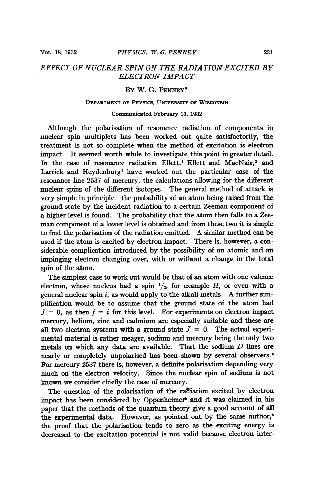 VOL. 18, 1932 PHYSICS: W. G. PENNEY 231
EFFECT OF NUCLEAR SPIN ON THE RADIATION EXCITED BY
ELECTRON IMPACT
BY W. G. PENNEY*
DEPARTMENT OF PHYSICS, UNIVERSITY OF WISCONSIN
Communicated February 13, 1932
Although the polarisation of resonance radiation of components in
nuclear spin multiplets has been worked out quite satisfactorily, the
treatment is not so complete when the method of excitation is electron
impact. It seemed worth while to investigate this point in greater detail.
In the case of resonance radiation Ellett,¹ Ellett and MacNair,² and
Larrick and Heydenburg³ have worked out the particular case of the
resonance line 2537 of mercury, the calculations allowing for the different
nuclear spins of the different isotopes. The general method of attack is
very simple in principle—the probability of an atom being raised from the
ground state by the incident radiation to a certain Zeeman component of
a higher level is found. The probability that the atom then falls to a Zee-
man component of a lower level is obtained and from these two it is simple
to find the polarisation of the radiation emitted. A similar method can be
used if the atom is excited by electron impact. There is, however, a con-
siderable complication introduced by the possibility of an atomic and an
impinging electron changing over, with or without a change in the total
spin of the atom.
The simplest case to work out would be that of an atom with one valence
electron, whose nucleus had a spin ¹/₂ for example H, or even with a
general nuclear spin i, as would apply to the alkali metals. A further sim-
plification would be to assume that the ground state of the atom had
J = 0, as then j = i for this level. For experiments on electron impact
mercury, helium, zinc and cadmium are especially suitable and these are
all two electron systems with a ground state J = 0. The actual experi-
mental material is rather meager, sodium and mercury being the only two
metals on which any data are available. That the sodium D lines are
nearly or completely unpolarised has been shown by several observers.⁴
For mercury 2537 there is, however, a definite polarisation depending very
much on the electron velocity. Since the nuclear spin of sodium is not
known we consider chiefly the case of mercury.
The question of the polarisation of the radiation excited by electron
impact has been considered by Oppenheimer⁵ and it was claimed in his
paper that the methods of the quantum theory give a good account of all
the experimental data. However, as pointed out by the same author,⁶
the proof that the polarisation tends to zero as the exciting energy is
decreased to the excitation potential is not valid because electron inter-